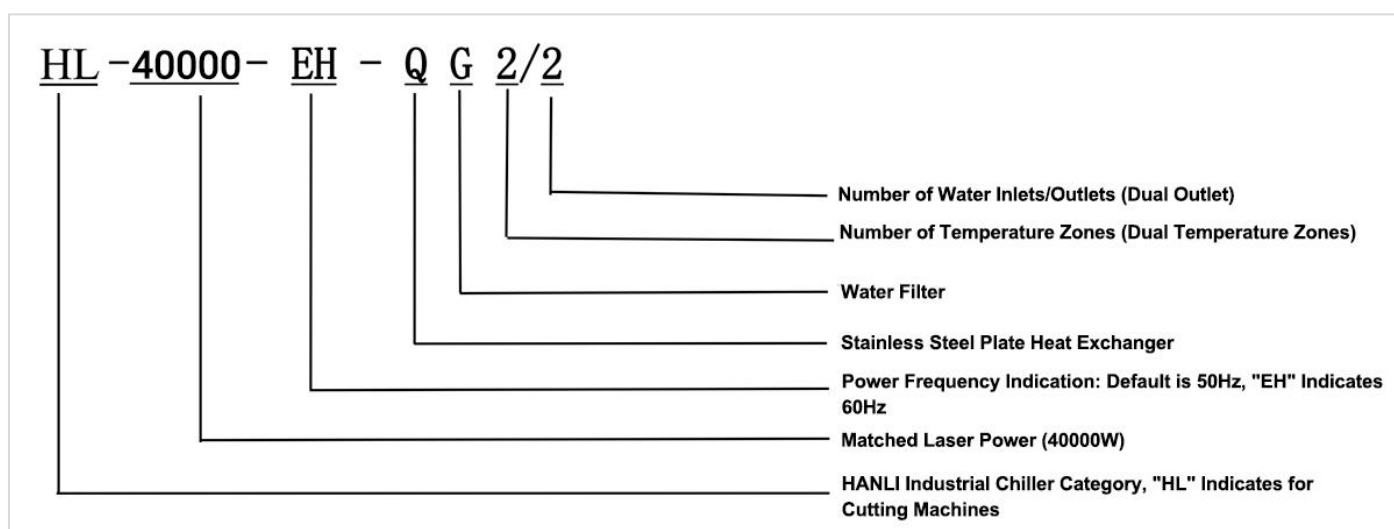 HL-40000- EH - Q G 2/2
Number of Water Inlets/Outlets (Dual Outlet)
Number of Temperature Zones (Dual Temperature Zones)
Water Filter
Stainless Steel Plate Heat Exchanger
Power Frequency Indication: Default is 50Hz, "EH" Indicates
60Hz
Matched Laser Power (40000W)
HANLI Industrial Chiller Category, "HL" Indicates for
Cutting Machines